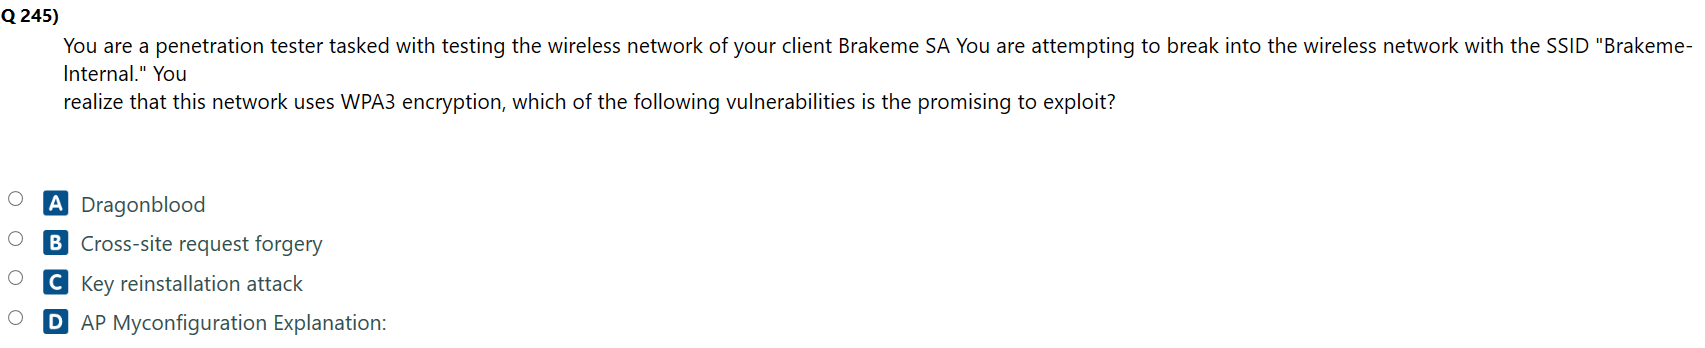 Q 245)
You are a penetration tester tasked with testing the wireless network of your client Brakeme SA You are attempting to break into the wireless network with the SSID "Brakeme-
Internal." You
realize that this network uses WPA3 encryption, which of the following vulnerabilities is the promising to exploit?
A Dragonblood
B Cross-site request forgery
C Key reinstallation attack
D AP Myconfiguration Explanation: